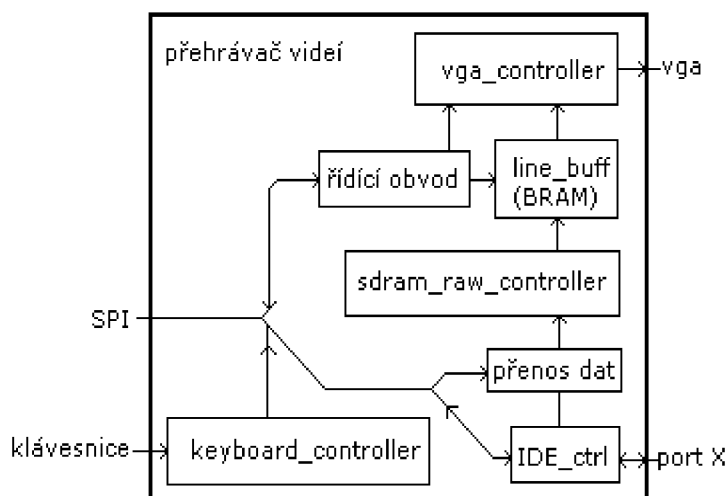 přehrávač videí
vga_controller
vga
řídící obvod
line_buff
(BRAM)
sdram_raw_controller
SPI
přenos dat
klávesnice
keyboard_controller
IDE_ctrl
port X